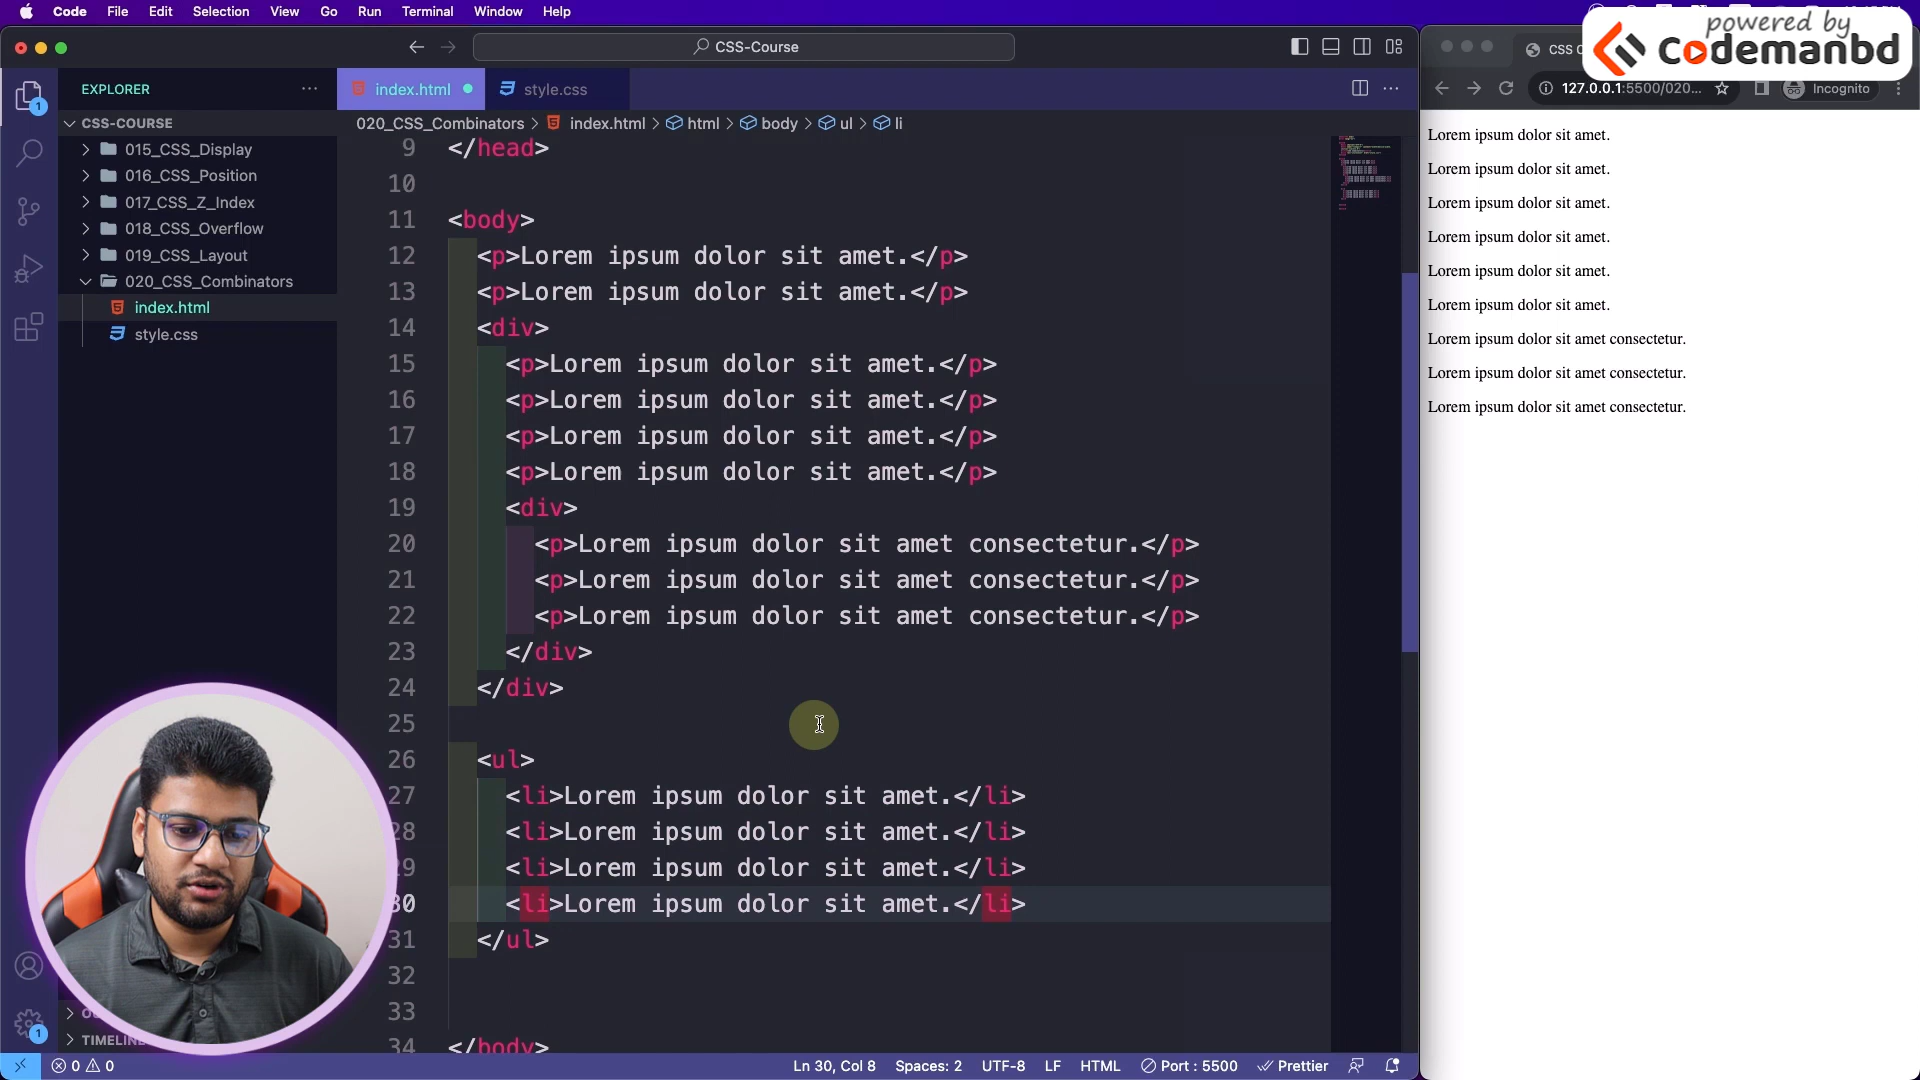 Code File Edit Selection View Go Run Terminal Window Help
powered by
Codemanbd
CSS-Course
EXPLORER
index.html
style.css
CSS C
127.0.0.1:5500/020...
Incognito
CSS-COURSE
020_CSS_Combinators > index.html > html > body > ul > li
015_CSS_Display
016_CSS_Position
017_CSS_Z_Index
018_CSS_Overflow
019_CSS_Layout
020_CSS_Combinators
index.html
style.css
TIMELINE
9 </head>
10
11 <body>
12 <p>Lorem ipsum dolor sit amet.</p>
13 <p>Lorem ipsum dolor sit amet.</p>
14 <div>
15 <p>Lorem ipsum dolor sit amet.</p>
16 <p>Lorem ipsum dolor sit amet.</p>
17 <p>Lorem ipsum dolor sit amet.</p>
18 <p>Lorem ipsum dolor sit amet.</p>
19 <div>
20 <p>Lorem ipsum dolor sit amet consectetur.</p>
21 <p>Lorem ipsum dolor sit amet consectetur.</p>
22 <p>Lorem ipsum dolor sit amet consectetur.</p>
23 </div>
24 </div>
25
26 <ul>
27 <li>Lorem ipsum dolor sit amet.</li>
28 <li>Lorem ipsum dolor sit amet.</li>
29 <li>Lorem ipsum dolor sit amet.</li>
30 <li>Lorem ipsum dolor sit amet.</li>
31 </ul>
32
33
34 </body>
Lorem ipsum dolor sit amet.
Lorem ipsum dolor sit amet.
Lorem ipsum dolor sit amet.
Lorem ipsum dolor sit amet.
Lorem ipsum dolor sit amet.
Lorem ipsum dolor sit amet.
Lorem ipsum dolor sit amet consectetur.
Lorem ipsum dolor sit amet consectetur.
Lorem ipsum dolor sit amet consectetur.
1
1
0 0 Ln 30, Col 8 Spaces: 2 UTF-8 LF HTML Port : 5500 Prettier